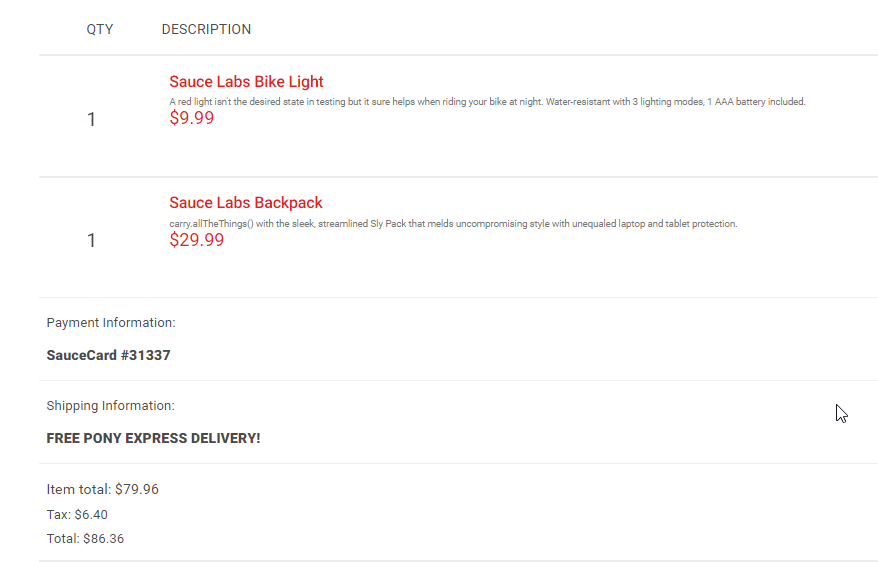 QTY DESCRIPTION
Sauce Labs Bike Light
A red light isn't the desired state in testing but it sure helps when riding your bike at night. Water-resistant with 3 lighting modes, 1 AAA battery included.
1 $9.99
Sauce Labs Backpack
carry.allTheThings() with the sleek, streamlined Sly Pack that melds uncompromising style with unequaled laptop and tablet protection.
1 $29.99
Payment Information:
SauceCard #31337
Shipping Information:
FREE PONY EXPRESS DELIVERY!
Item total: $79.96
Tax: $6.40
Total: $86.36